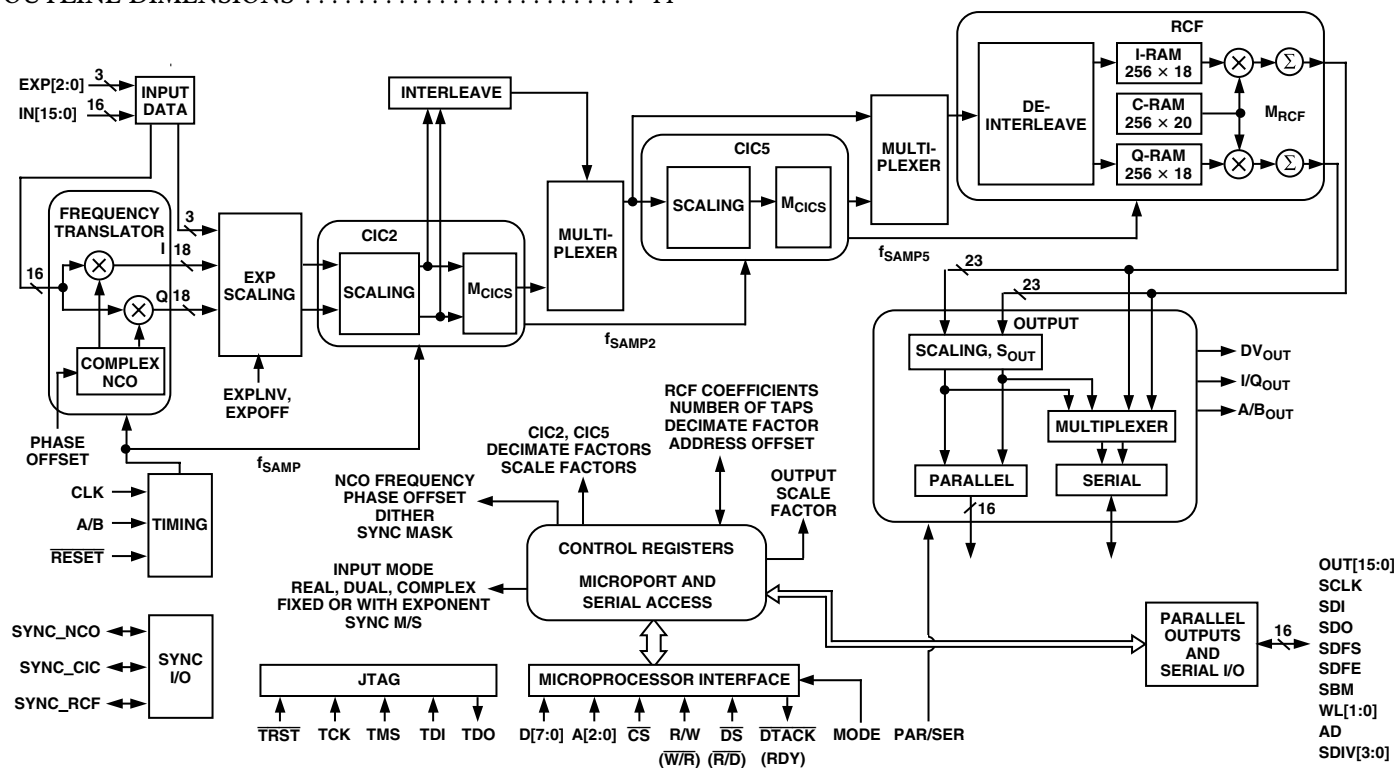 OUTLINE DIMENSIONS . . . . . . . . . . . . . . . . . . . . . . . . . . .
RCF
EXP[2:0]
3
IN[15:0]
16
INPUT
DATA
INTERLEAVE
DE-
INTERLEAVE
I-RAM
256 × 18
C-RAM
256 × 20
Q-RAM
256 × 18
MRCF
Σ
Σ
MULTI-
PLEXER
CIC5
SCALING
MCICS
MULTI-
PLEXER
FREQUENCY
TRANSLATOR
3
I
18
Q
18
16
COMPLEX
NCO
EXP
SCALING
CIC2
SCALING
MCICS
fSAMP5
fSAMP2
23
23
OUTPUT
SCALING, SOUT
DVOUT
I/QOUT
A/BOUT
MULTIPLEXER
PARALLEL
SERIAL
16
EXPLNV,
EXPOFF
PHASE
OFFSET
fSAMP
CLK
A/B
RESET
TIMING
RCF COEFFICIENTS
NUMBER OF TAPS
DECIMATE FACTOR
ADDRESS OFFSET
CIC2, CIC5
DECIMATE FACTORS
SCALE FACTORS
NCO FREQUENCY
PHASE OFFSET
DITHER
SYNC MASK
OUTPUT
SCALE
FACTOR
CONTROL REGISTERS
MICROPORT AND
SERIAL ACCESS
INPUT MODE
REAL, DUAL, COMPLEX
FIXED OR WITH EXPONENT
SYNC M/S
SYNC_NCO
SYNC_CIC
SYNC_RCF
SYNC
I/O
JTAG
TRST
TCK
TMS
TDI
TDO
MICROPROCESSOR INTERFACE
D[7:0]
A[2:0]
CS
R/W
(W/R)
DS
(R/D)
DTACK
(RDY)
MODE
PAR/SER
PARALLEL
OUTPUTS
AND
SERIAL I/O
16
OUT[15:0]
SCLK
SDI
SDO
SDFS
SDFE
SBM
WL[1:0]
AD
SDIV[3:0]